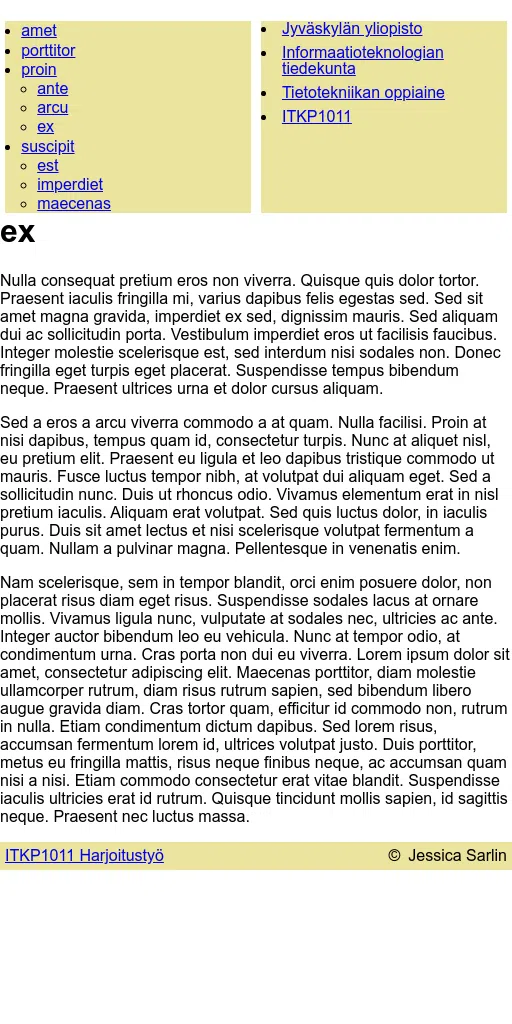 amet
porttitor
proin
ante
arcu
ex
suscipit
est
imperdiet
maecenas
Jyväskylän yliopisto
Informaatioteknologian
tiedekunta
Tietotekniikan oppiaine
ITKP1011
ex
Nulla consequat pretium eros non viverra. Quisque quis dolor tortor.
Praesent iaculis fringilla mi, varius dapibus felis egestas sed. Sed sit
amet magna gravida, imperdiet ex sed, dignissim mauris. Sed aliquam
dui ac sollicitudin porta. Vestibulum imperdiet eros ut facilisis faucibus.
Integer molestie scelerisque est, sed interdum nisi sodales non. Donec
fringilla eget turpis eget placerat. Suspendisse tempus bibendum
neque. Praesent ultrices urna et dolor cursus aliquam.
Sed a eros a arcu viverra commodo a at quam. Nulla facilisi. Proin at
nisi dapibus, tempus quam id, consectetur turpis. Nunc at aliquet nisl,
eu pretium elit. Praesent eu ligula et leo dapibus tristique commodo ut
mauris. Fusce luctus tempor nibh, at volutpat dui aliquam eget. Sed a
sollicitudin nunc. Duis ut rhoncus odio. Vivamus elementum erat in nisl
pretium iaculis. Aliquam erat volutpat. Sed quis luctus dolor, in iaculis
purus. Duis sit amet lectus et nisi scelerisque volutpat fermentum a
quam. Nullam a pulvinar magna. Pellentesque in venenatis enim.
Nam scelerisque, sem in tempor blandit, orci enim posuere dolor, non
placerat risus diam eget risus. Suspendisse sodales lacus at ornare
mollis. Vivamus ligula nunc, vulputate at sodales nec, ultricies ac ante.
Integer auctor bibendum leo eu vehicula. Nunc at tempor odio, at
condimentum urna. Cras porta non dui eu viverra. Lorem ipsum dolor sit
amet, consectetur adipiscing elit. Maecenas porttitor, diam molestie
ullamcorper rutrum, diam risus rutrum sapien, sed bibendum libero
augue gravida diam. Cras tortor quam, efficitur id commodo non, rutrum
in nulla. Etiam condimentum dictum dapibus. Sed lorem risus,
accumsan fermentum lorem id, ultrices volutpat justo. Duis porttitor,
metus eu fringilla mattis, risus neque finibus neque, ac accumsan quam
nisi a nisi. Etiam commodo consectetur erat vitae blandit. Suspendisse
iaculis ultricies erat id rutrum. Quisque tincidunt mollis sapien, id sagittis
neque. Praesent nec luctus massa.
ITKP1011 Harjoitustyö
© Jessica Sarlin